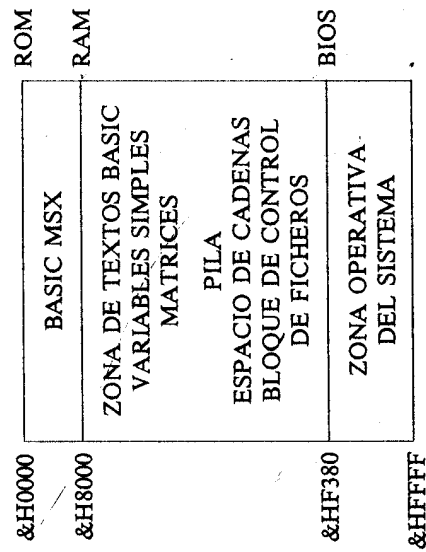 &H0000
BASIC MSX
ROM
&H8000
ZONA DE TEXTOS BASIC
VARIABLES SIMPLES
MATRICES
PILA
ESPACIO DE CADENAS
BLOQUE DE CONTROL
DE FICHEROS
RAM
&HF380
ZONA OPERATIVA
DEL SISTEMA
BIOS
&HFFFF